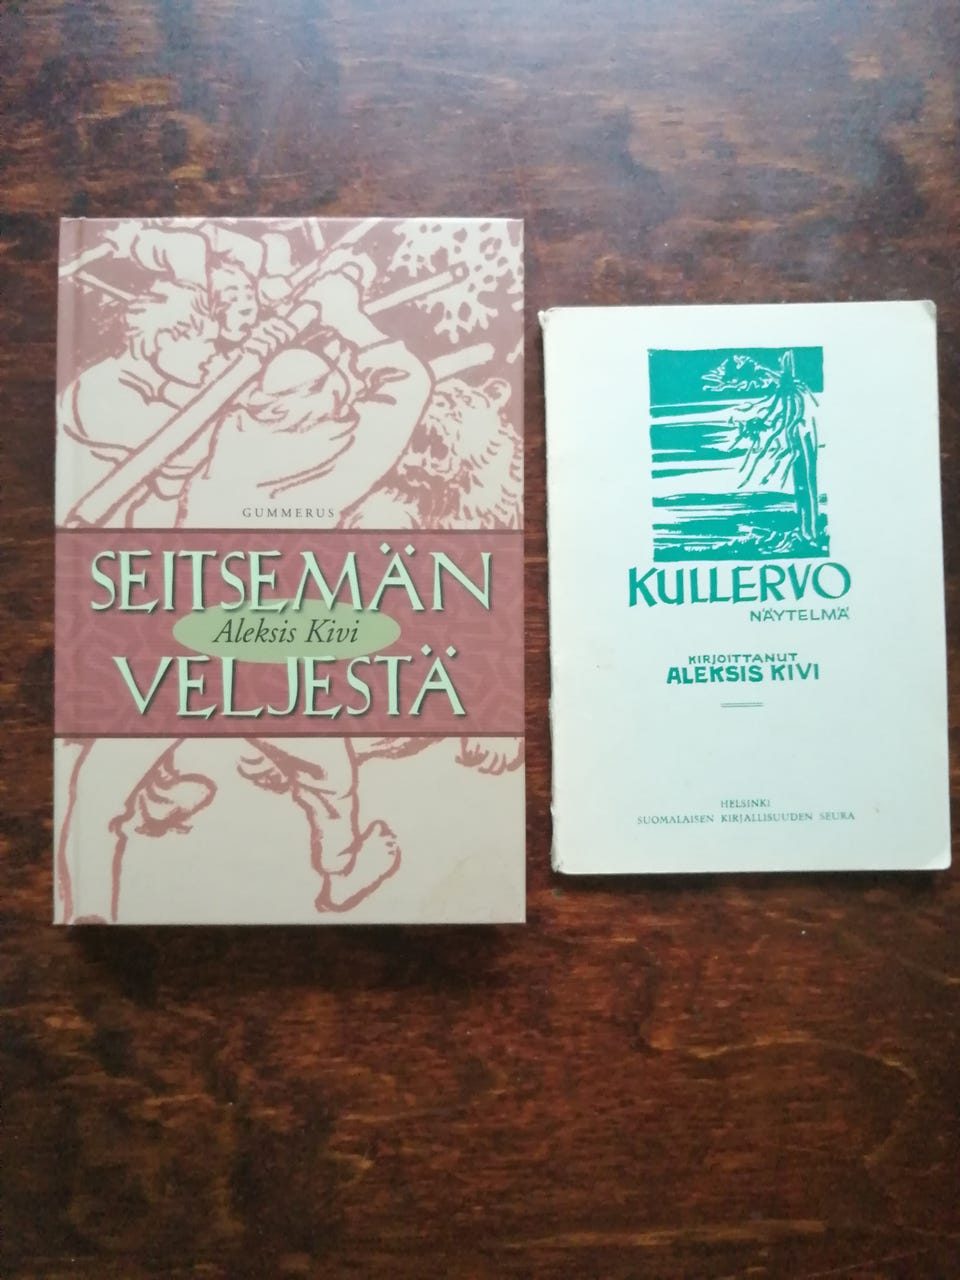 GUMMERUS
SEITSEMÄN
Aleksis Kivi
VELJESTÄ
KULLERVO
NÄYTELMÄ
KIRJOITTANUT
ALEKSIS KIVI
HELSINKI
SUOMALAISEN KIRJALLISUUDEN SEURA